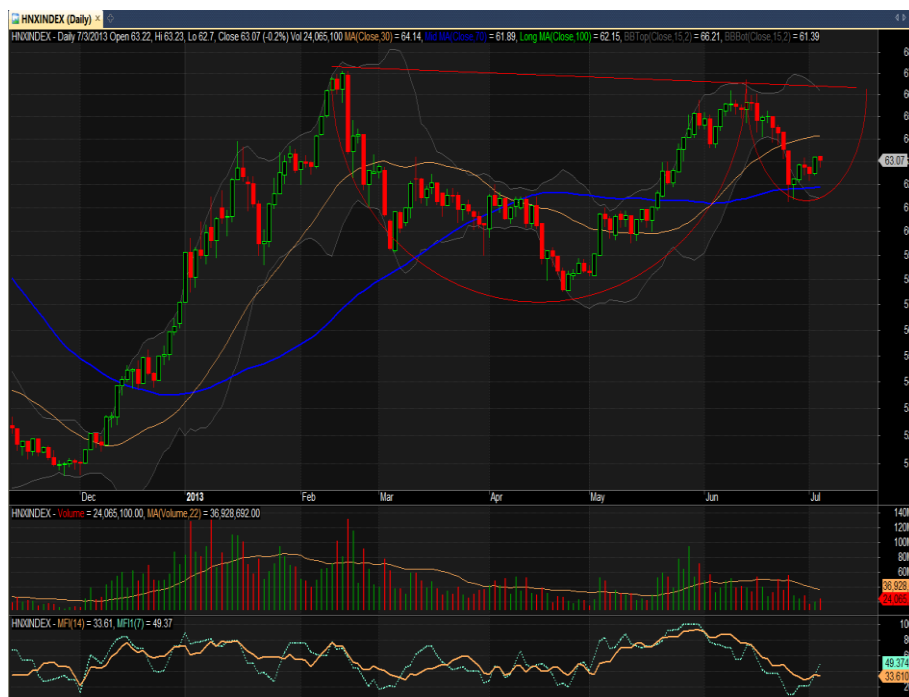 HNXINDEX (Daily)
HNXINDEX - Daily 7/3/2013 Open 63.22, Hi 63.23, Lo 62.7, Close 63.07 (-0.2%) Vol 24,065,100 MA(Close,30) = 64.14, Mid MA(Close,70) = 61.89, Long MA(Close,100) = 62.15, BBTop(Close,15,2) = 66.21, BBBot(Close,15,2) = 61.39
63.07
Dec 2013 Feb Mar Apr May Jun Jul
HNXINDEX - Volume = 24,065,100.00, MA(Volume,22) = 36,928,692.00
140M
120M
100M
80M
60M
36,928
24,065
HNXINDEX - MFI(14) = 33.61, MFI1(7) = 49.37
49.374
33.610